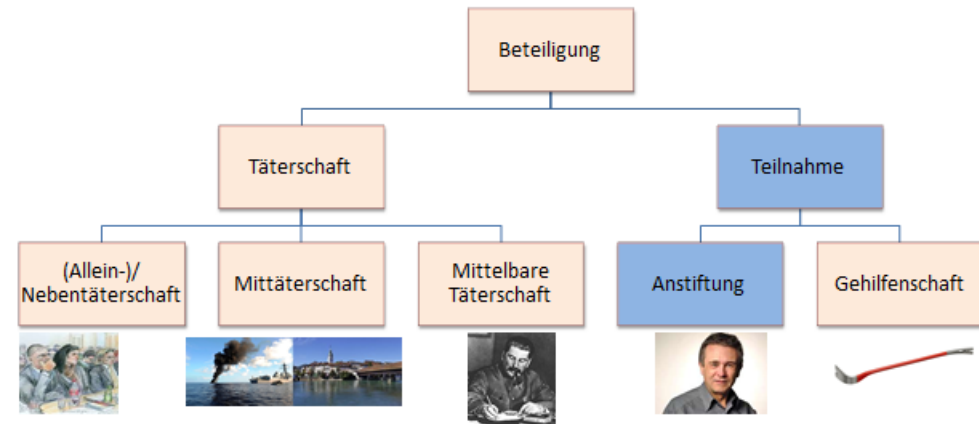 Beteiligung
Täterschaft
Teilnahme
(Allein-)/
Nebentäterschaft
Mittäterschaft
Mittelbare
Täterschaft
Anstiftung
Gehilfenschaft